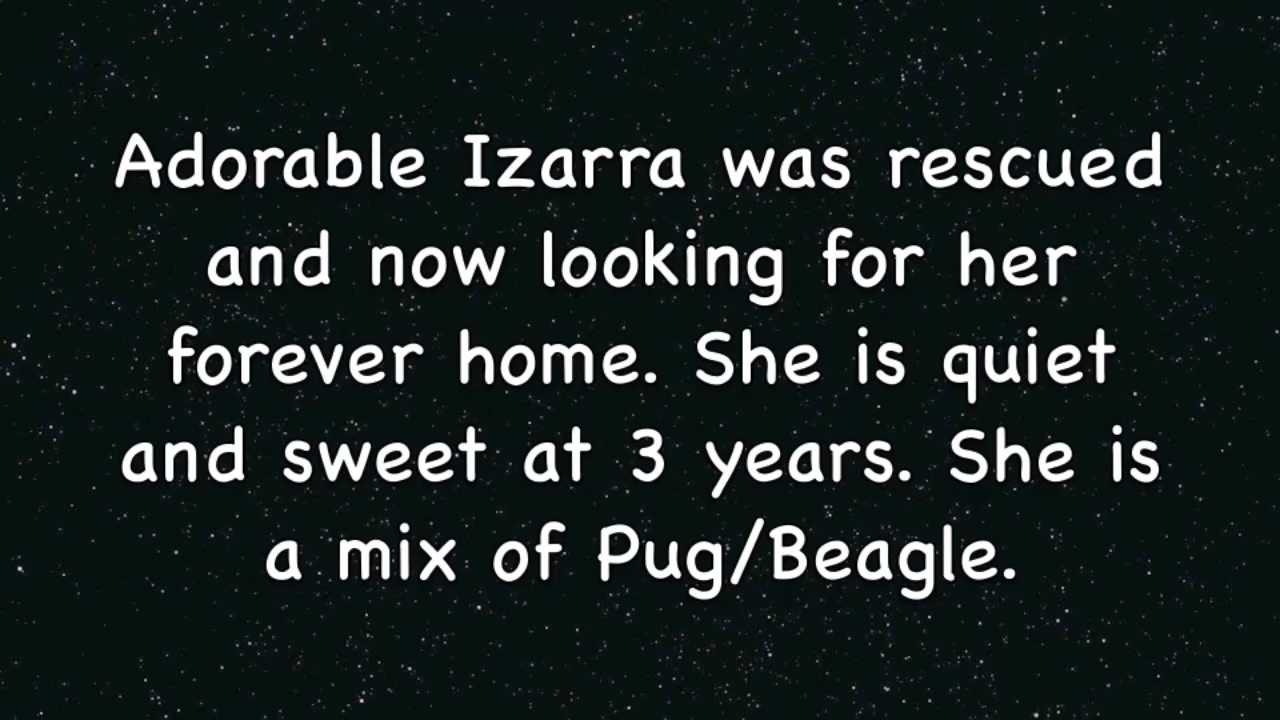 Adorable Izarra was rescued
and now looking for her
forever home. She is quiet
and sweet at 3 years. She is
a mix of Pug/Beagle.